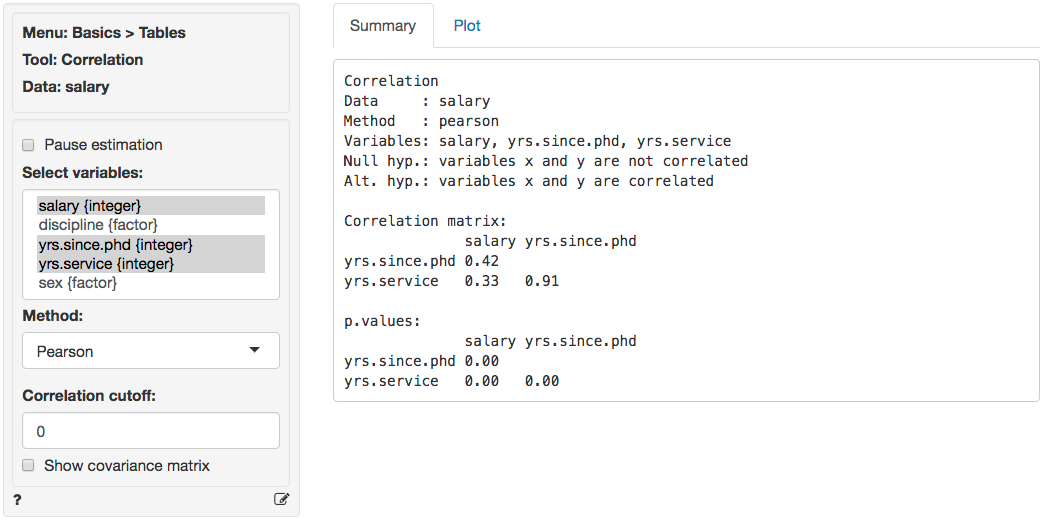 Menu: Basics > Tables
Tool: Correlation
Data: salary
Pause estimation
Select variables:
salary {integer}
discipline {factor}
yrs.since.phd {integer}
yrs.service {integer}
sex {factor}
Method:
Pearson
Correlation cutoff:
0
Show covariance matrix
?
Summary Plot
Correlation
Data     : salary
Method   : pearson
Variables: salary, yrs.since.phd, yrs.service
Null hyp.: variables x and y are not correlated
Alt. hyp.: variables x and y are correlated
Correlation matrix:
              salary yrs.since.phd
yrs.since.phd 0.42
yrs.service   0.33   0.91
p.values:
              salary yrs.since.phd
yrs.since.phd 0.00
yrs.service   0.00   0.00